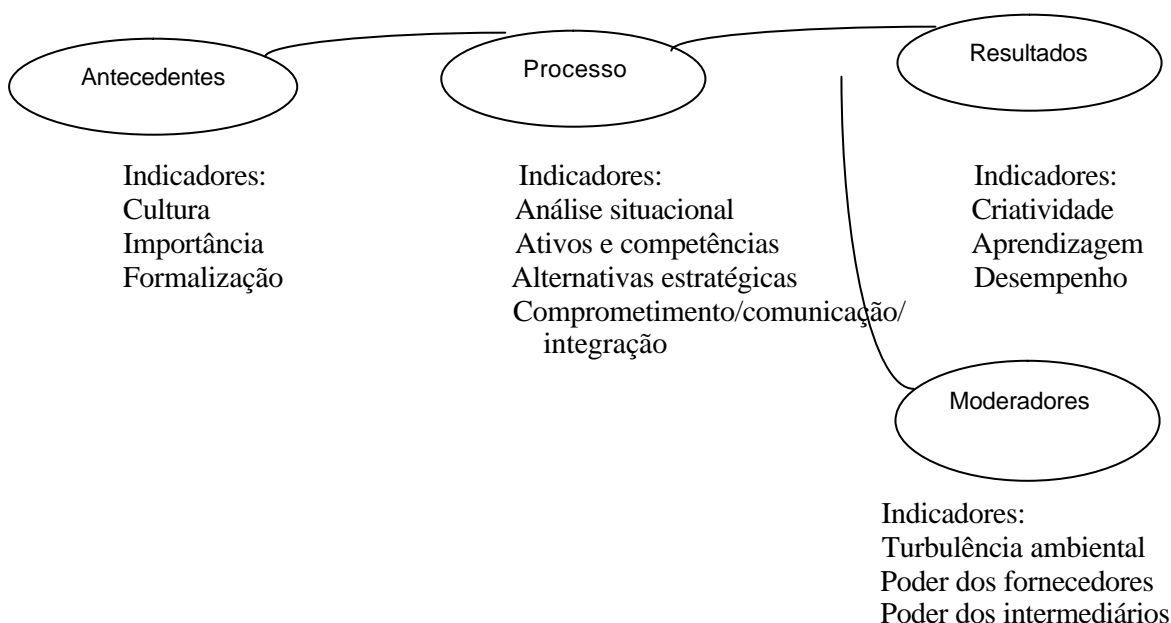 Antecedentes
Processo
Resultados
Indicadores:
Cultura
Importância
Formalização
Indicadores:
Análise situacional
Ativos e competências
Alternativas estratégicas
Comprometimento/comunicação/
integração
Indicadores:
Criatividade
Aprendizagem
Desempenho
Moderadores
Indicadores:
Turbulência ambiental
Poder dos fornecedores
Poder dos intermediários